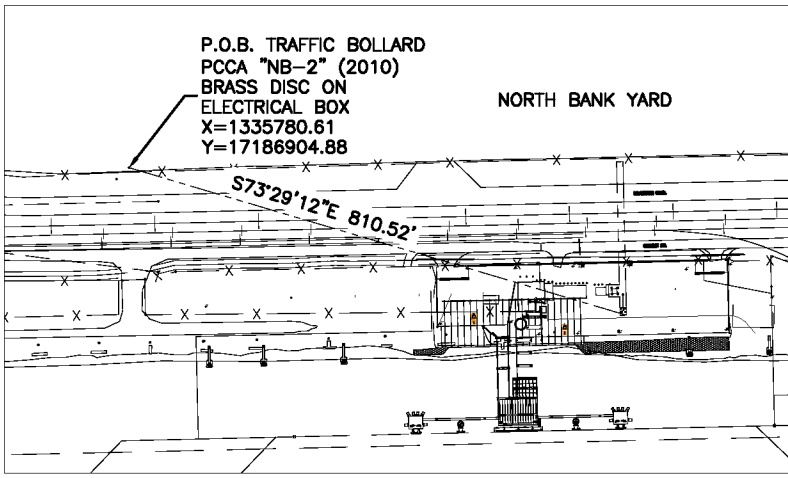 P.O.B. TRAFFIC BOLLARD
PCCA "NB–2" (2010)
BRASS DISC ON
ELECTRICAL BOX
X=1335780.61
Y=17186904.88
NORTH BANK YARD
S73°29'12"E 810.52'